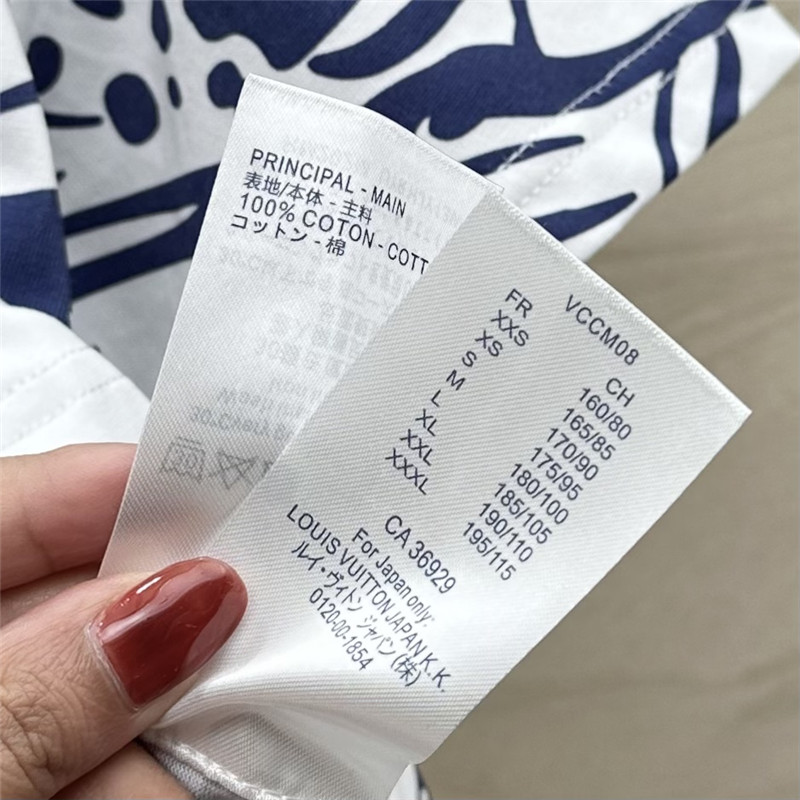 PRINCIPAL - MAIN
表地/本体 - 主料
100% COTON - COTT
コットン - 棉
VCCM08
FR CH
XXS 160/80
XS 165/85
S 170/90
M 175/95
L 180/100
XL 185/105
XXL 190/110
XXXL 195/115
CA 36929
For Japan only:
LOUIS VUITTON JAPAN K.K.
ルイ・ヴィトン ジャパン(株)
0120-00-1854